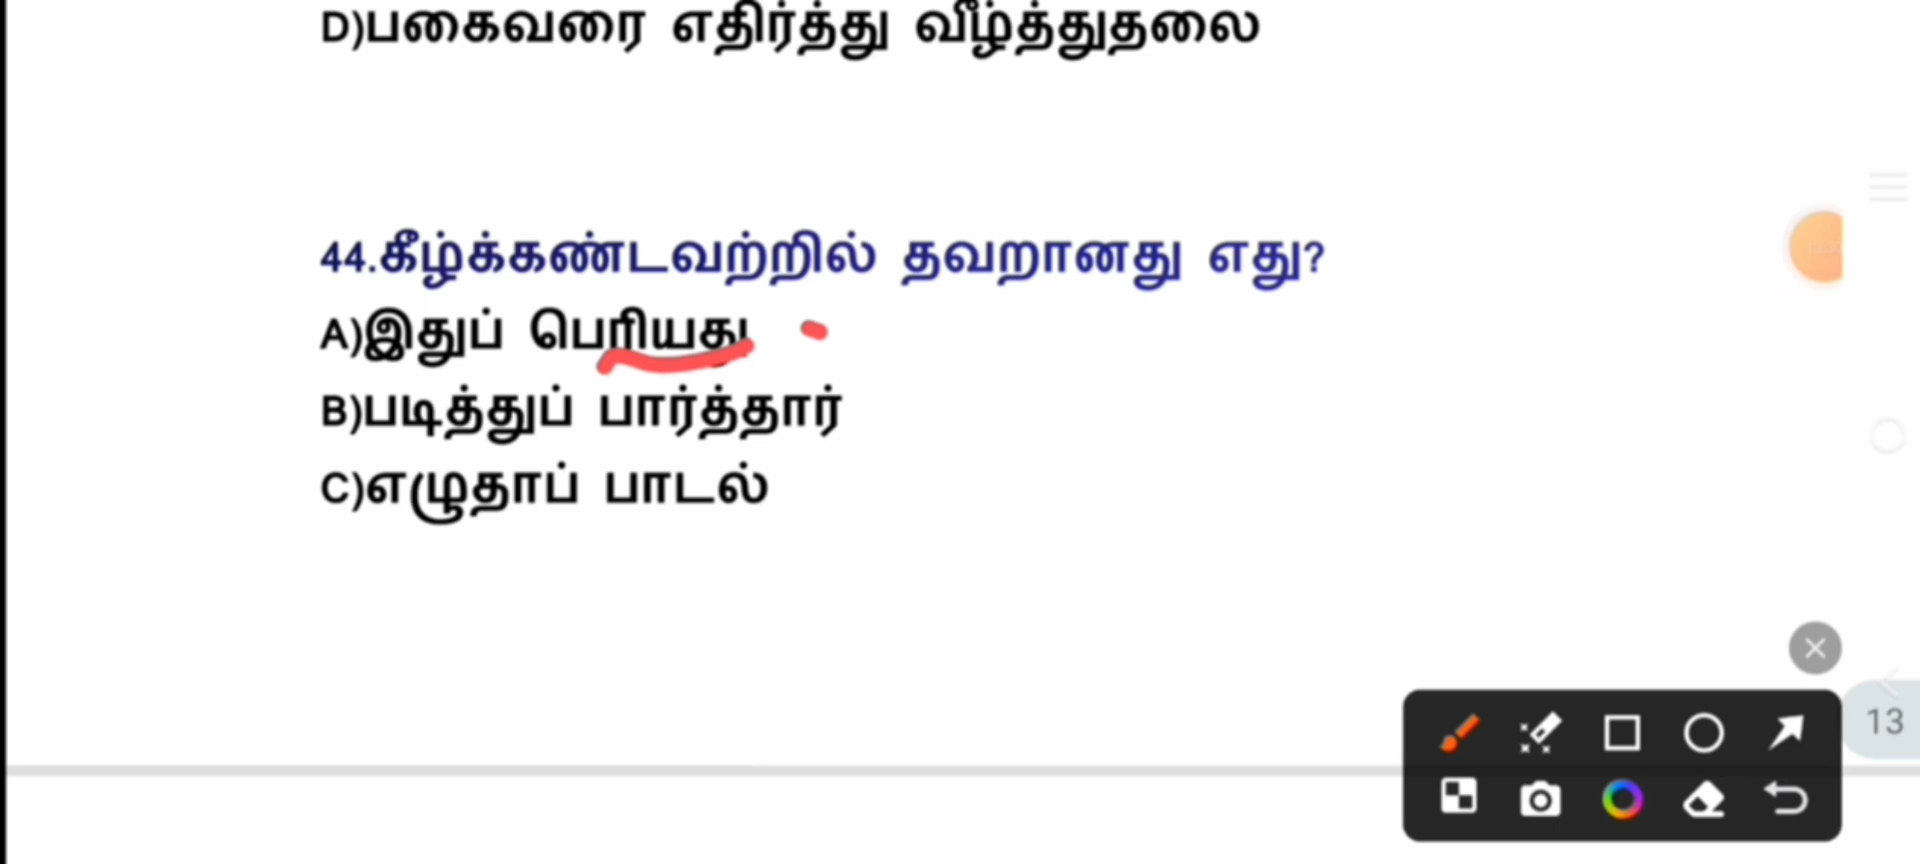 D)பகைவரை எதிர்த்து வீழ்த்துதலை
44.கீழ்க்கண்டவற்றில் தவறானது எது?
A)இதுப் பெரியது
B)படித்துப் பார்த்தார்
C)எழுதாப் பாடல்
13